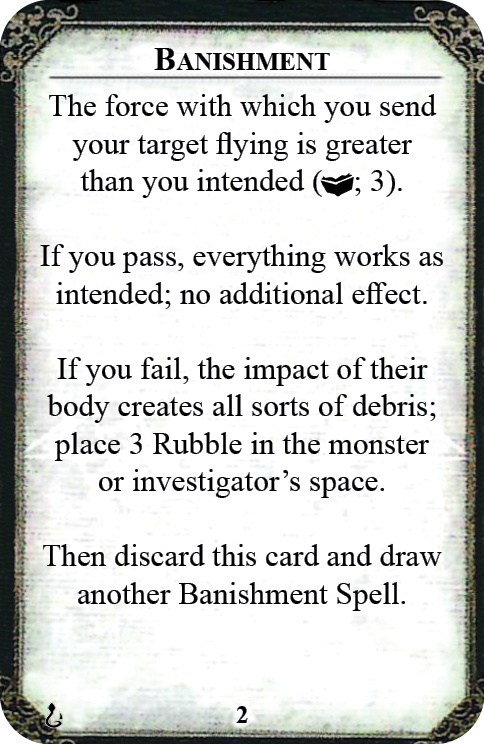 BANISHMENT
The force with which you send
your target flying is greater
than you intended ( ; 3).
If you pass, everything works as
intended; no additional effect.
If you fail, the impact of their
body creates all sorts of debris;
place 3 Rubble in the monster
or investigator’s space.
Then discard this card and draw
another Banishment Spell.
2